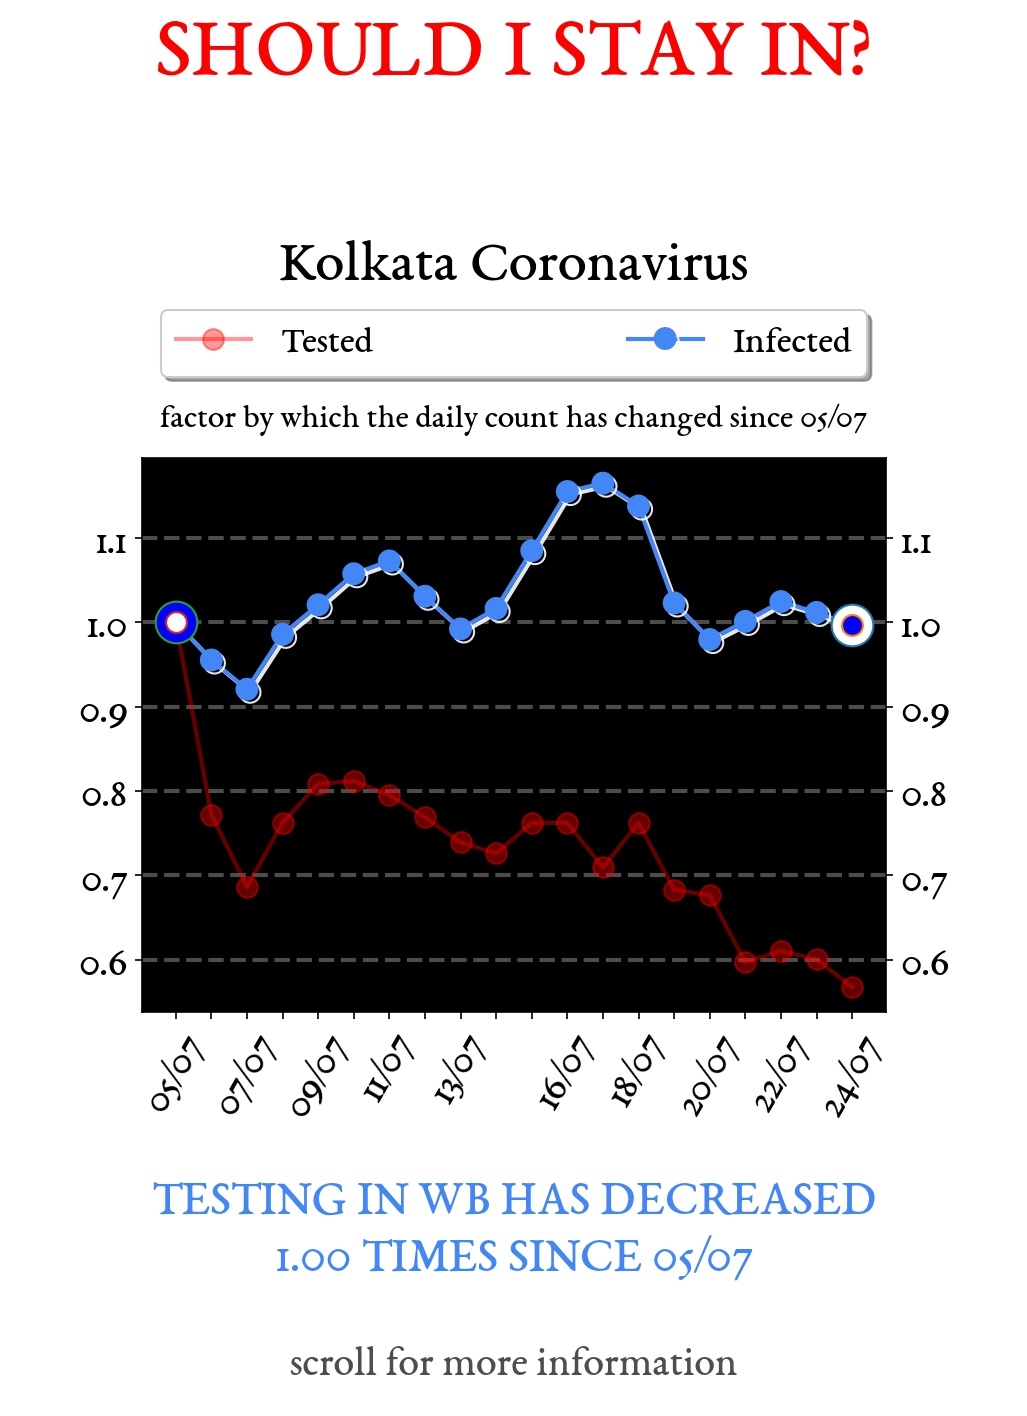 SHOULD I STAY IN?
Kolkata Coronavirus
Tested Infected
factor by which the daily count has changed since 05/07
1.1 1.1
1.0 1.0
0.9 0.9
0.8 0.8
0.7 0.7
0.6 0.6
05/07 07/07 09/07 11/07 13/07 16/07 18/07 20/07 22/07 24/07
TESTING IN WB HAS DECREASED
1.00 TIMES SINCE 05/07
scroll for more information